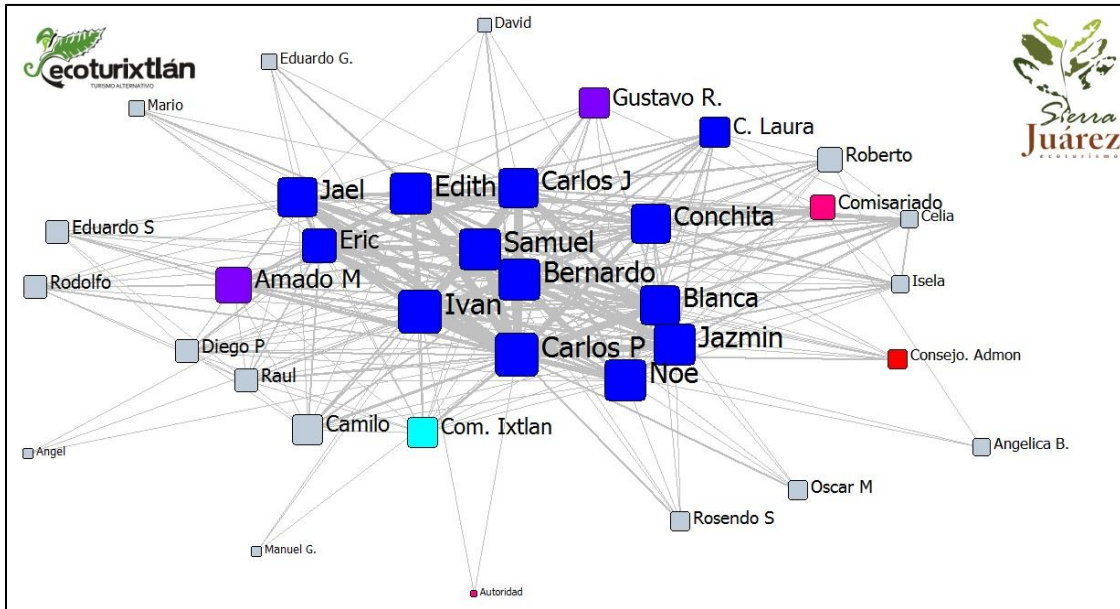 ecoturixtlán
TURISMO ALTERNATIVO
David
Eduardo G.
Mario
Gustavo R.
C. Laura
Sierra
Juárez
ecoturismo
Roberto
Jael
Edith
Carlos J
Comisariado
Conchita
Celia
Eduardo S
Eric
Samuel
Rodolfo
Amado M
Bernardo
Isela
Ivan
Blanca
Diego P
Carlos P
Jazmin
Consejo. Admon
Raul
Noe
Camilo
Com. Ixtlan
Angel
Angelica B.
Oscar M
Rosendo S
Manuel G.
Autoridad